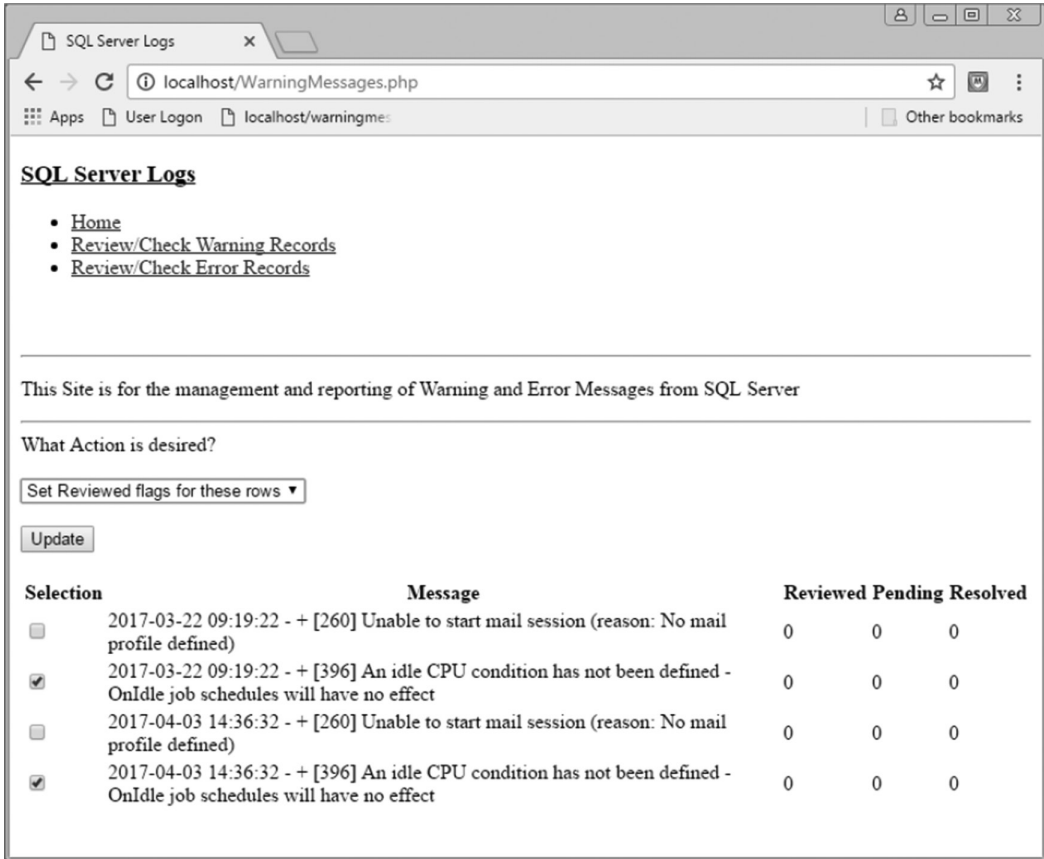 SQL Server Logs
localhost/WarningMessages.php
Apps User Logon localhost/warningmes Other bookmarks
SQL Server Logs
Home
Review/Check Warning Records
Review/Check Error Records
This Site is for the management and reporting of Warning and Error Messages from SQL Server
What Action is desired?
Set Reviewed flags for these rows
Update
Selection Message Reviewed Pending Resolved
2017-03-22 09:19:22 - + [260] Unable to start mail session (reason: No mail
profile defined) 0 0 0
2017-03-22 09:19:22 - + [396] An idle CPU condition has not been defined -
OnIdle job schedules will have no effect 0 0 0
2017-04-03 14:36:32 - + [260] Unable to start mail session (reason: No mail
profile defined) 0 0 0
2017-04-03 14:36:32 - + [396] An idle CPU condition has not been defined -
OnIdle job schedules will have no effect 0 0 0